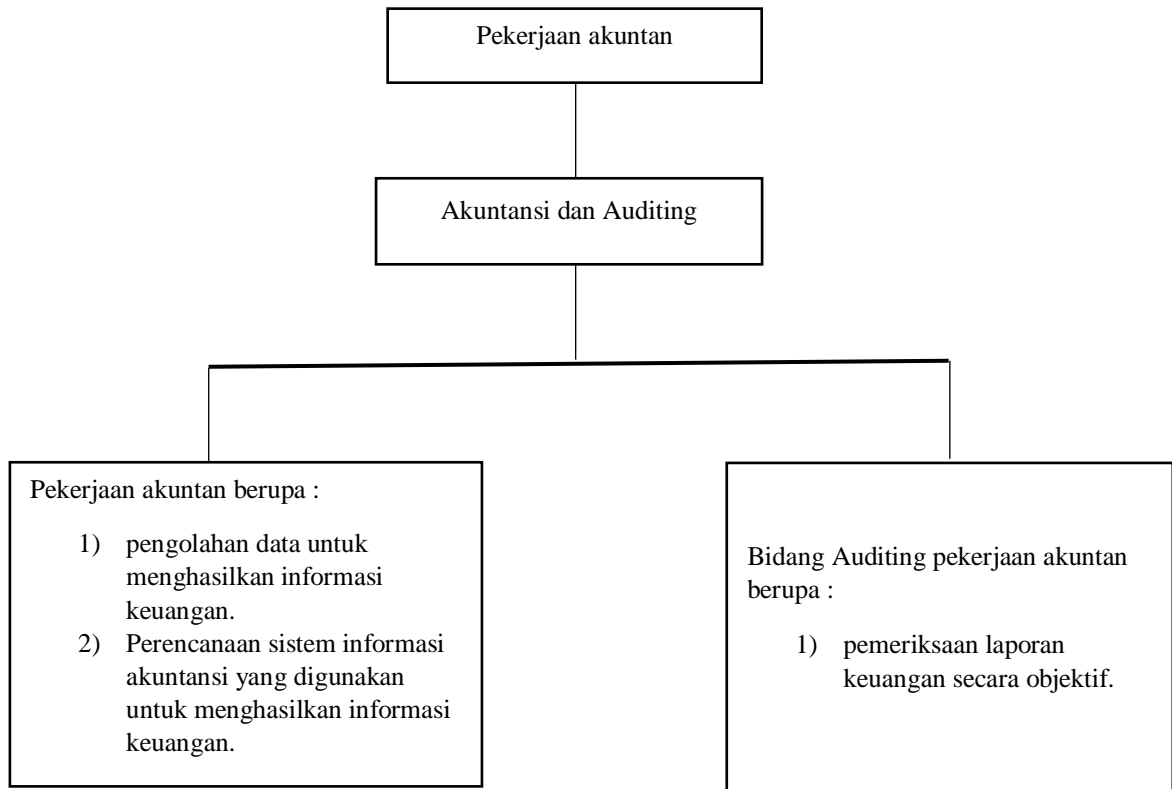 Pekerjaan akuntan
Akuntansi dan Auditing
Pekerjaan akuntan berupa :
1) pengolahan data untuk
menghasilkan informasi
keuangan.
2) Perencanaan sistem informasi
akuntansi yang digunakan
untuk menghasilkan informasi
keuangan.
Bidang Auditing pekerjaan akuntan
berupa :
1) pemeriksaan laporan
keuangan secara objektif.